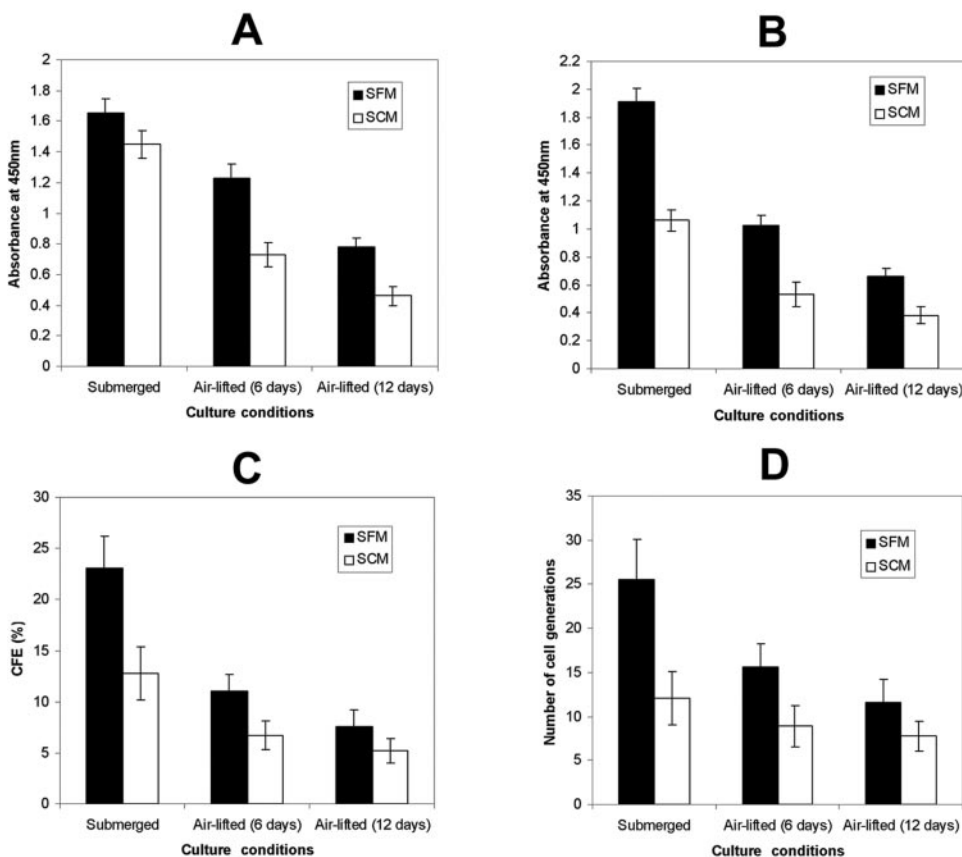 A
Absorbance at 450nm
2
1.8
1.6
1.4
1.2
1
0.8
0.6
0.4
0.2
0
SFM
SCM
Submerged Air-lifted (6 days) Air-lifted (12 days)
Culture conditions
B
Absorbance at 450nm
2.2
2
1.8
1.6
1.4
1.2
1
0.8
0.6
0.4
0.2
0
SFM
SCM
Submerged Air-lifted (6 days) Air-lifted (12 days)
Culture conditions
C
CFE (%)
30
25
20
15
10
5
0
SFM
SCM
Submerged Air-lifted (6 days) Air-lifted (12 days)
Culture conditions
D
Number of cell generations
35
30
25
20
15
10
5
0
SFM
SCM
Submerged Air-lifted (6 days) Air-lifted (12 days)
Culture conditions